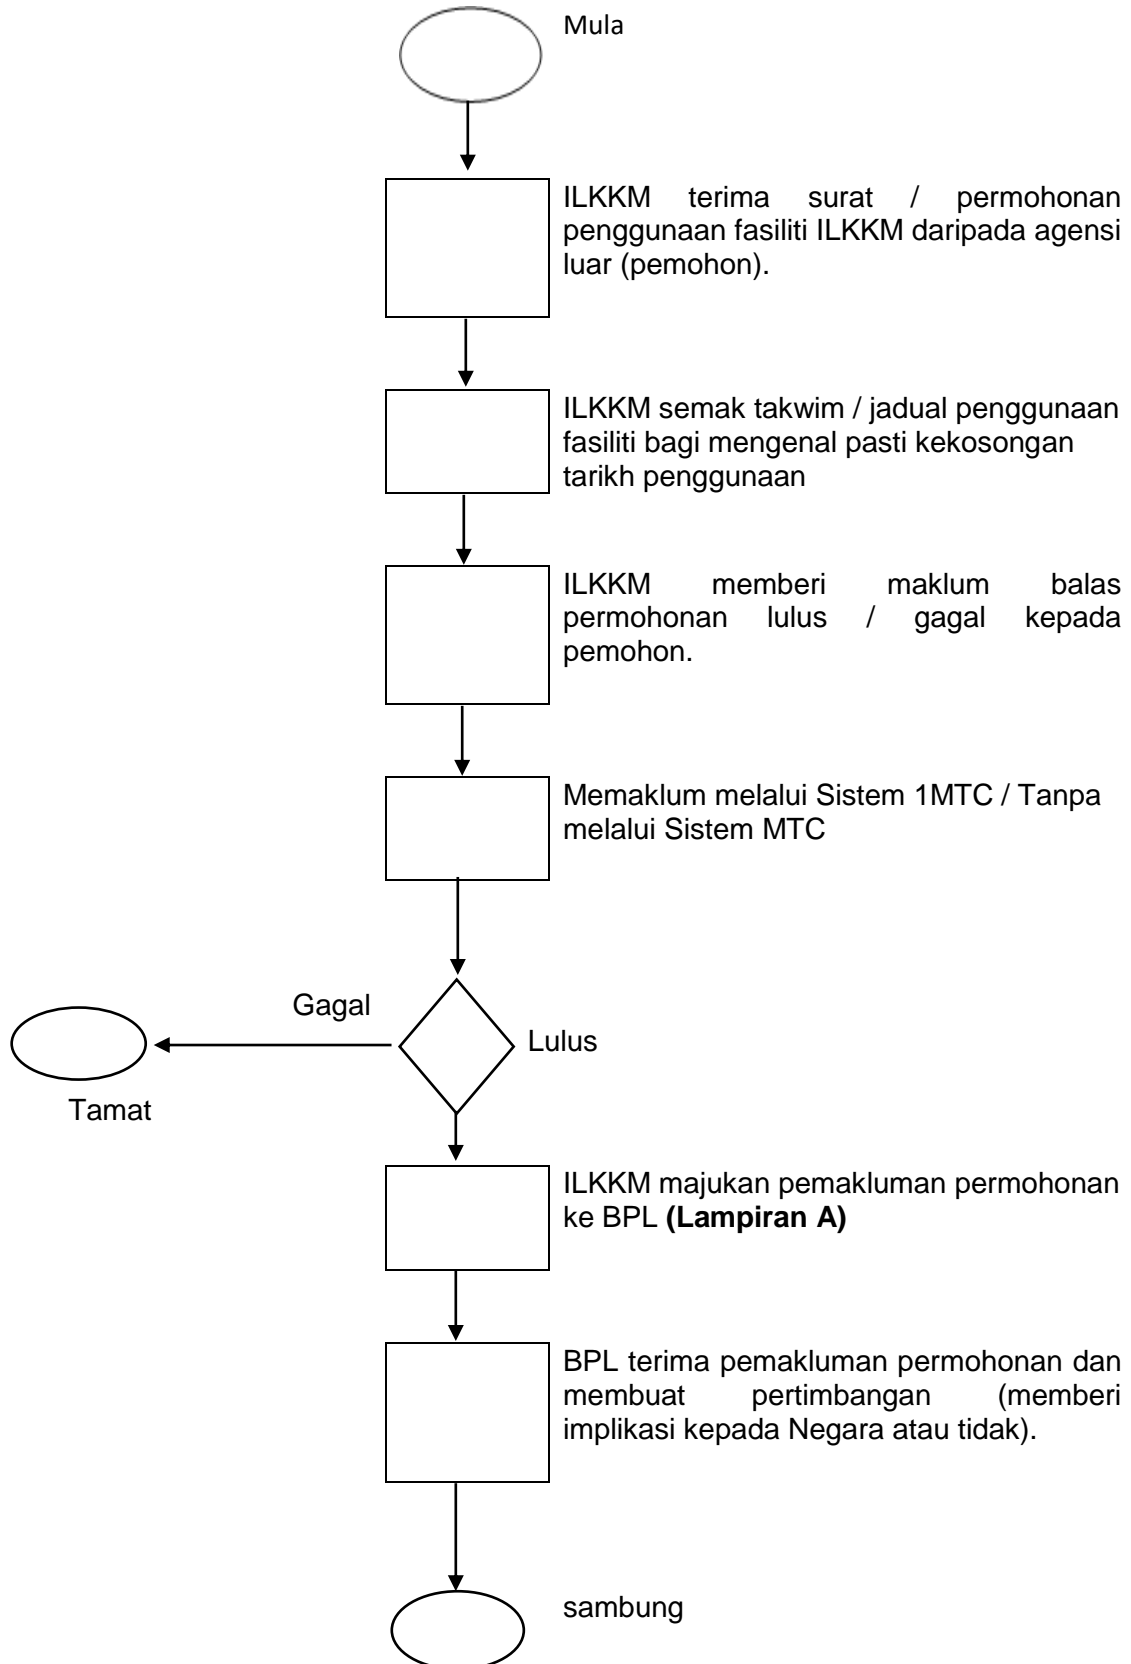 Mula
ILKKM terima surat / permohonan
penggunaan fasiliti ILKKM daripada agensi
luar (pemohon).
ILKKM semak takwim / jadual penggunaan
fasiliti bagi mengenal pasti kekosongan
tarikh penggunaan
ILKKM memberi maklum balas
permohonan lulus / gagal kepada
pemohon.
Memaklum melalui Sistem 1MTC / Tanpa
melalui Sistem MTC
Gagal
Lulus
Tamat
ILKKM majukan pemakluman permohonan
ke BPL (Lampiran A)
BPL terima pemakluman permohonan dan
membuat pertimbangan (memberi
implikasi kepada Negara atau tidak).
sambung